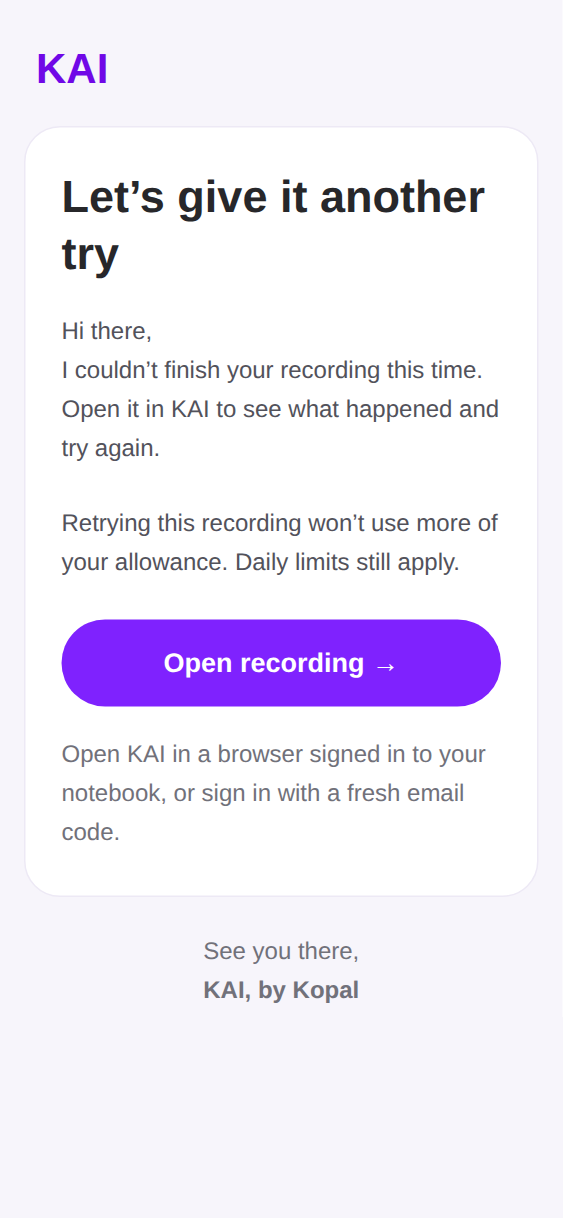 KAI
Let’s give it another
try
Hi there,
I couldn’t finish your recording this time.
Open it in KAI to see what happened and
try again.
Retrying this recording won’t use more of
your allowance. Daily limits still apply.
Open recording →
Open KAI in a browser signed in to your
notebook, or sign in with a fresh email
code.
See you there,
KAI, by Kopal